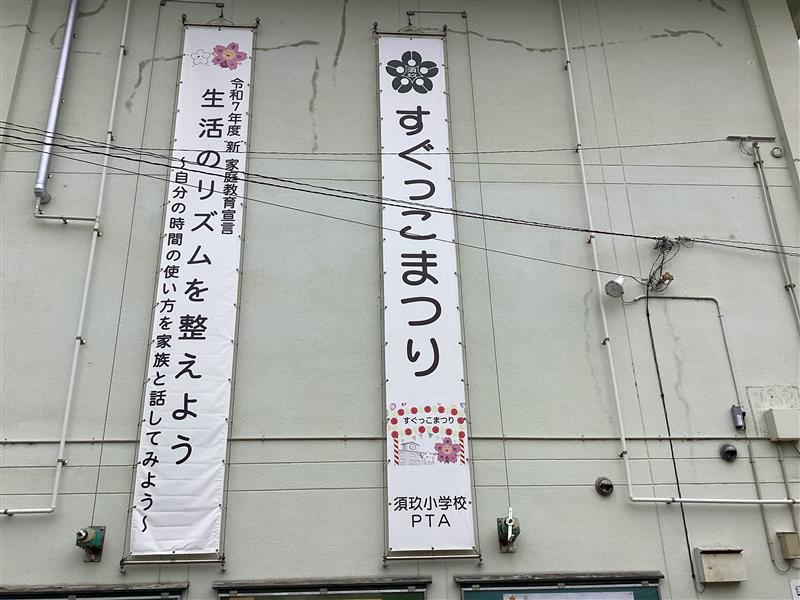 令和7年度 新 家庭教育宣言
生活のリズムを整えよう
～自分の時間の使い方を家族と話してみよう～
須玖
すぐっこまつり
すぐっこまつり
須玖小学校
PTA